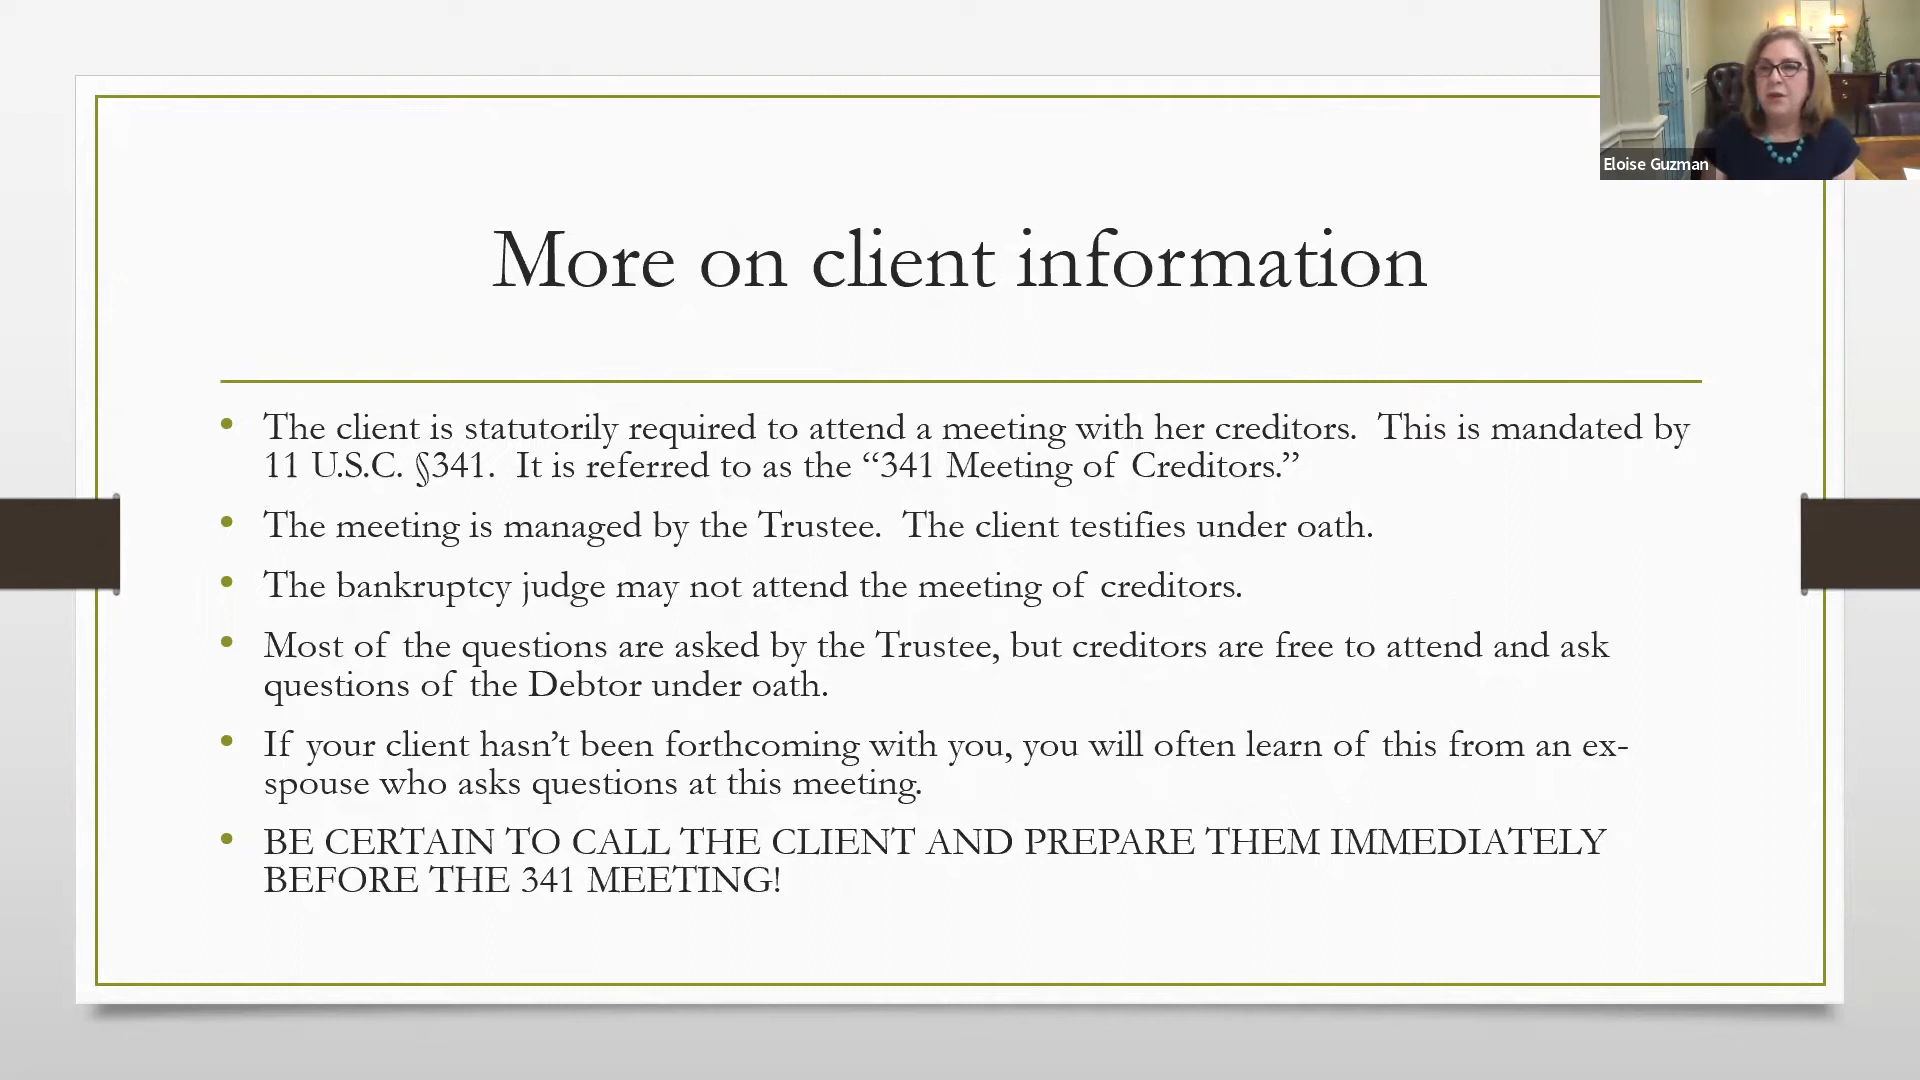 Eloise Guzman
More on client information
• The client is statutorily required to attend a meeting with her creditors.  This is mandated by
11 U.S.C. §341.  It is referred to as the “341 Meeting of Creditors.”
• The meeting is managed by the Trustee.  The client testifies under oath.
• The bankruptcy judge may not attend the meeting of creditors.
• Most of the questions are asked by the Trustee, but creditors are free to attend and ask
questions of the Debtor under oath.
• If your client hasn’t been forthcoming with you, you will often learn of this from an ex-
spouse who asks questions at this meeting.
• BE CERTAIN TO CALL THE CLIENT AND PREPARE THEM IMMEDIATELY
BEFORE THE 341 MEETING!